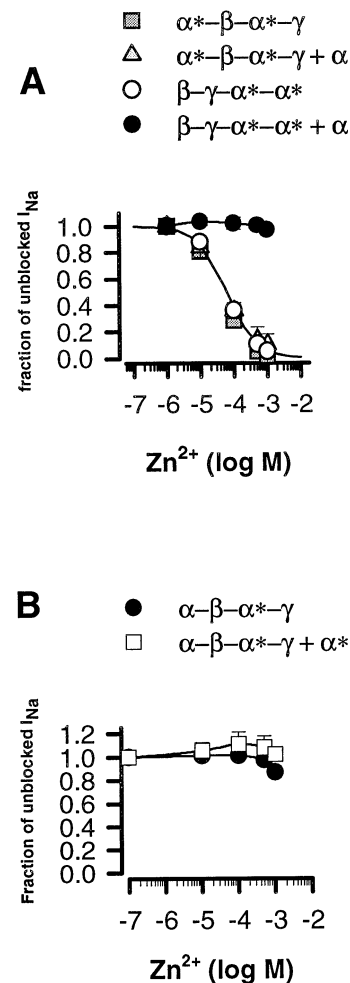 α*–β–α*–γ
A
α*–β–α*–γ + α
β–γ–α*–α*
β–γ–α*–α* + α
fraction of unblocked I_Na
1.0
0.8
0.6
0.4
0.2
0.0
-7 -6 -5 -4 -3 -2
Zn²⁺ (log M)
B
α–β–α*–γ
α–β–α*–γ + α*
Fraction of unblocked I_Na
1.2
1.0
0.8
0.6
0.4
0.2
0.0
-7 -6 -5 -4 -3 -2
Zn²⁺ (log M)